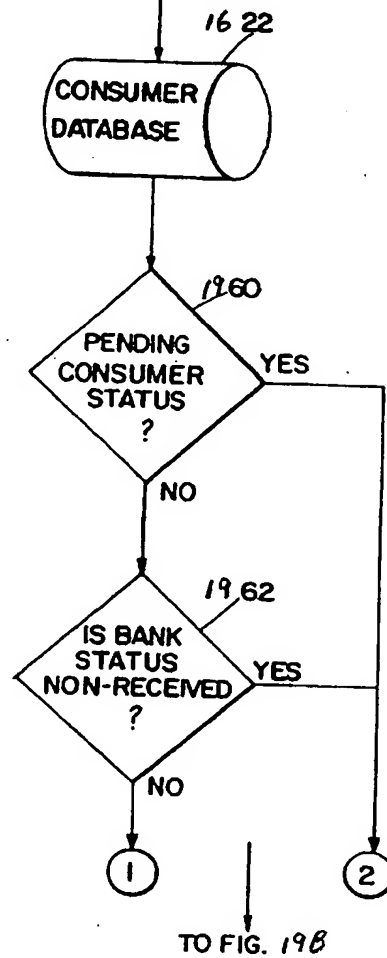 1622
CONSUMER
DATABASE
1960
PENDING
CONSUMER
STATUS
?
YES
NO
1962
IS BANK
STATUS
NON-RECEIVED
?
YES
NO
1
2
TO FIG. 19B